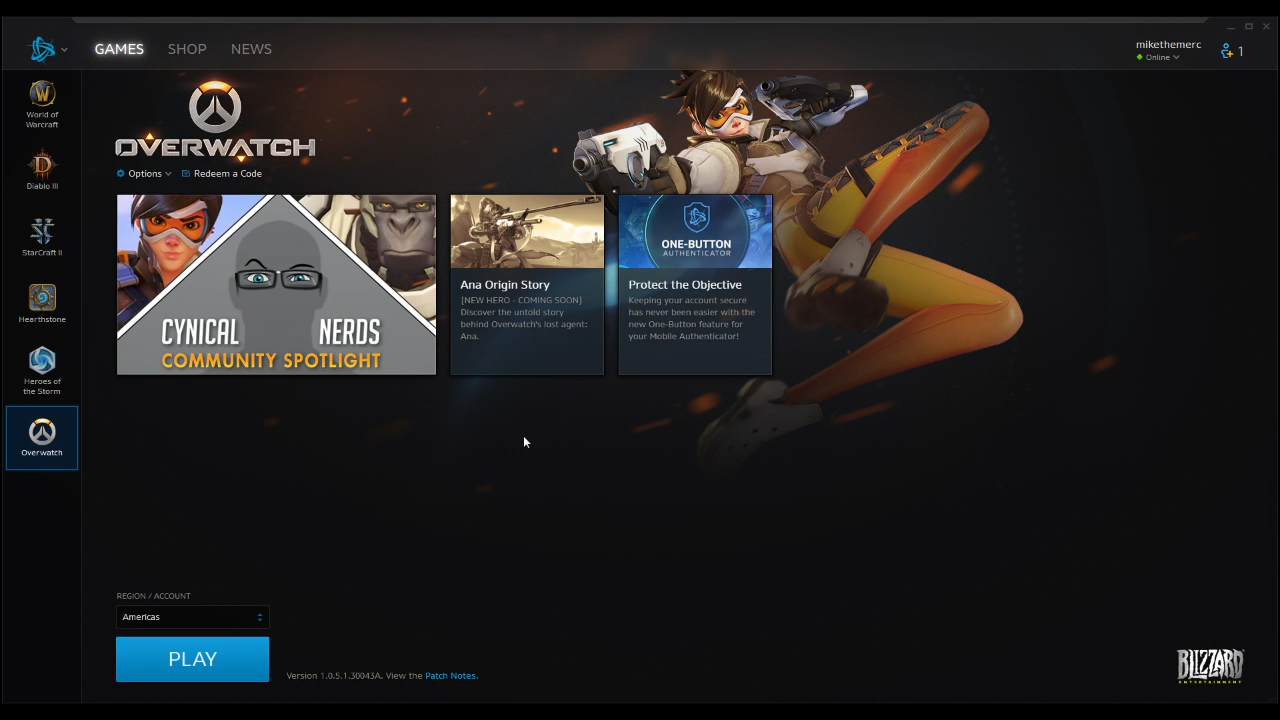 GAMES SHOP NEWS
mikethemerc
Online
1
World of
Warcraft
Diablo III
StarCraft II
Hearthstone
Heroes of
the Storm
Overwatch
OVERWATCH
Options Redeem a Code
CYNICAL NERDS
COMMUNITY SPOTLIGHT
Ana Origin Story
[NEW HERO - COMING SOON]
Discover the untold story
behind Overwatch's lost agent:
Ana.
ONE-BUTTON
AUTHENTICATOR
Protect the Objective
Keeping your account secure
has never been easier with the
new One-Button feature for
your Mobile Authenticator!
REGION / ACCOUNT
Americas
PLAY
Version 1.0.5.1.30043A. View the Patch Notes.
BLIZZARD
ENTERTAINMENT